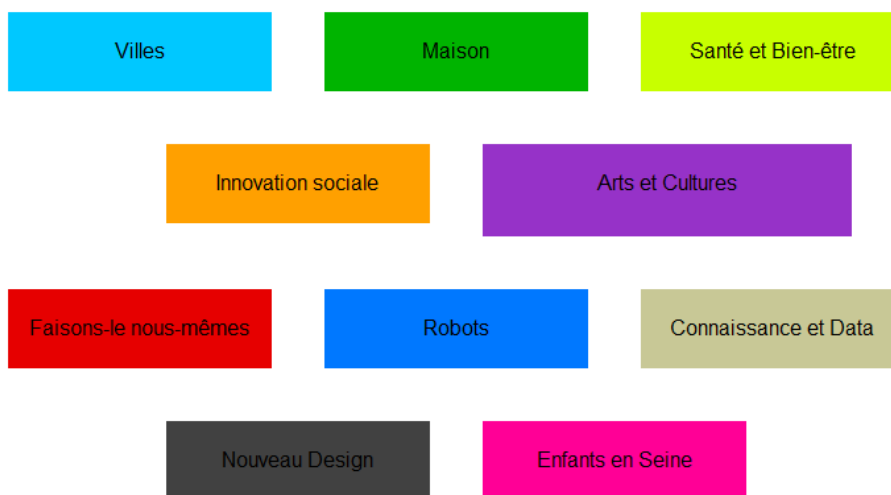 Villes
Maison
Santé et Bien-être
Innovation sociale
Arts et Cultures
Faisons-le nous-mêmes
Robots
Connaissance et Data
Nouveau Design
Enfants en Seine